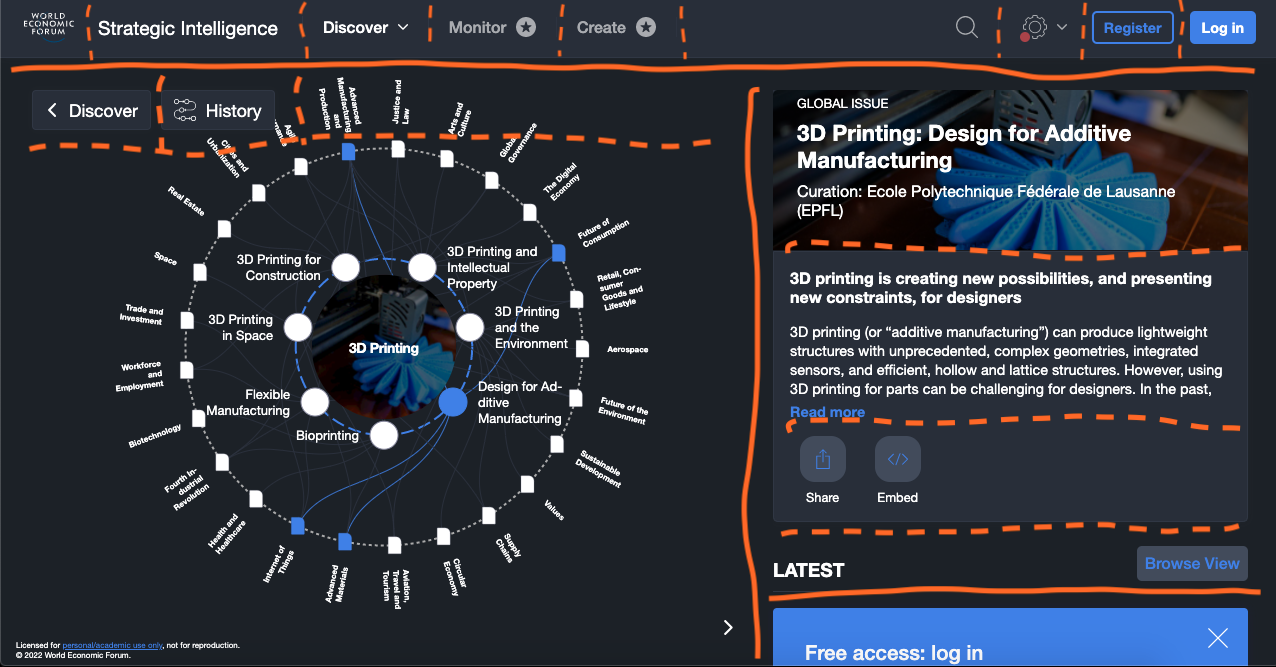 WORLD
ECONOMIC
FORUM
Strategic Intelligence
Discover
Monitor
Create
Register
Log in
Discover
History
Advanced
Manufacturing
and
Production
Justice and
Law
Arts and
Culture
Global
Governance
The Digital
Economy
Future of
Consumption
Retail, Con-
sumer
Goods and
Lifestyle
Aerospace
Future of the
Environment
Sustainable
Development
Values
Supply
Chains
Circular
Economy
Aviation,
Travel and
Tourism
Advanced
Materials
Internet of
Things
Health and
Healthcare
Fourth In-
dustrial
Revolution
Biotechnology
Workforce
and
Employment
Trade and
Investment
Space
Real Estate
Cities and
Urbanization
3D Printing for
Construction
3D Printing and
Intellectual
Property
3D Printing
in Space
3D Printing
and the
Environment
3D Printing
Flexible
Manufacturing
Design for Ad-
ditive
Manufacturing
Bioprinting
Licensed for personal/academic use only, not for reproduction.
© 2022 World Economic Forum.
GLOBAL ISSUE
3D Printing: Design for Additive
Manufacturing
Curation: Ecole Polytechnique Fédérale de Lausanne
(EPFL)
3D printing is creating new possibilities, and presenting
new constraints, for designers
3D printing (or “additive manufacturing”) can produce lightweight
structures with unprecedented, complex geometries, integrated
sensors, and efficient, hollow and lattice structures. However, using
3D printing for parts can be challenging for designers. In the past,
Read more
Share
Embed
LATEST
Browse View
Free access: log in